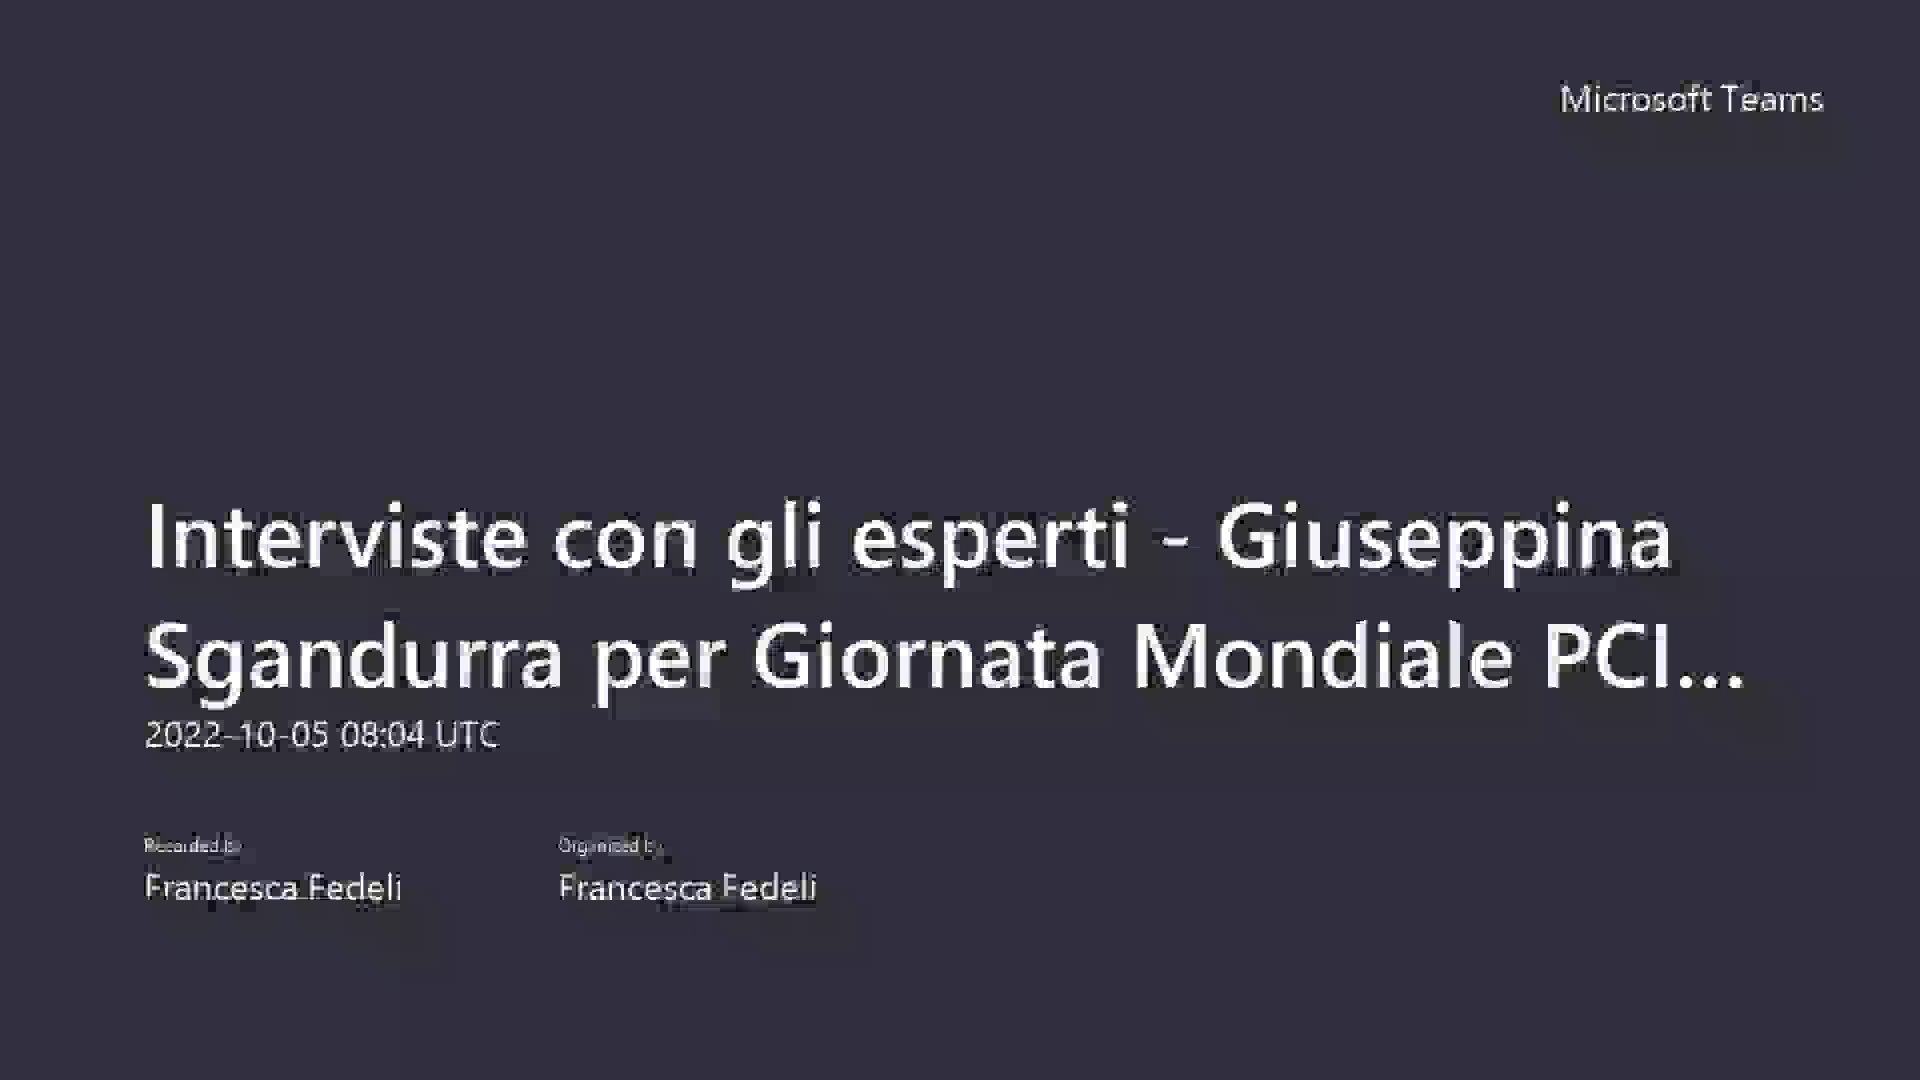 Microsoft Teams
Interviste con gli esperti - Giuseppina
Sgandurra per Giornata Mondiale PCI...
2022-10-05 08:04 UTC
Recorded by
Organized by
Francesca Fedeli
Francesca Fedeli